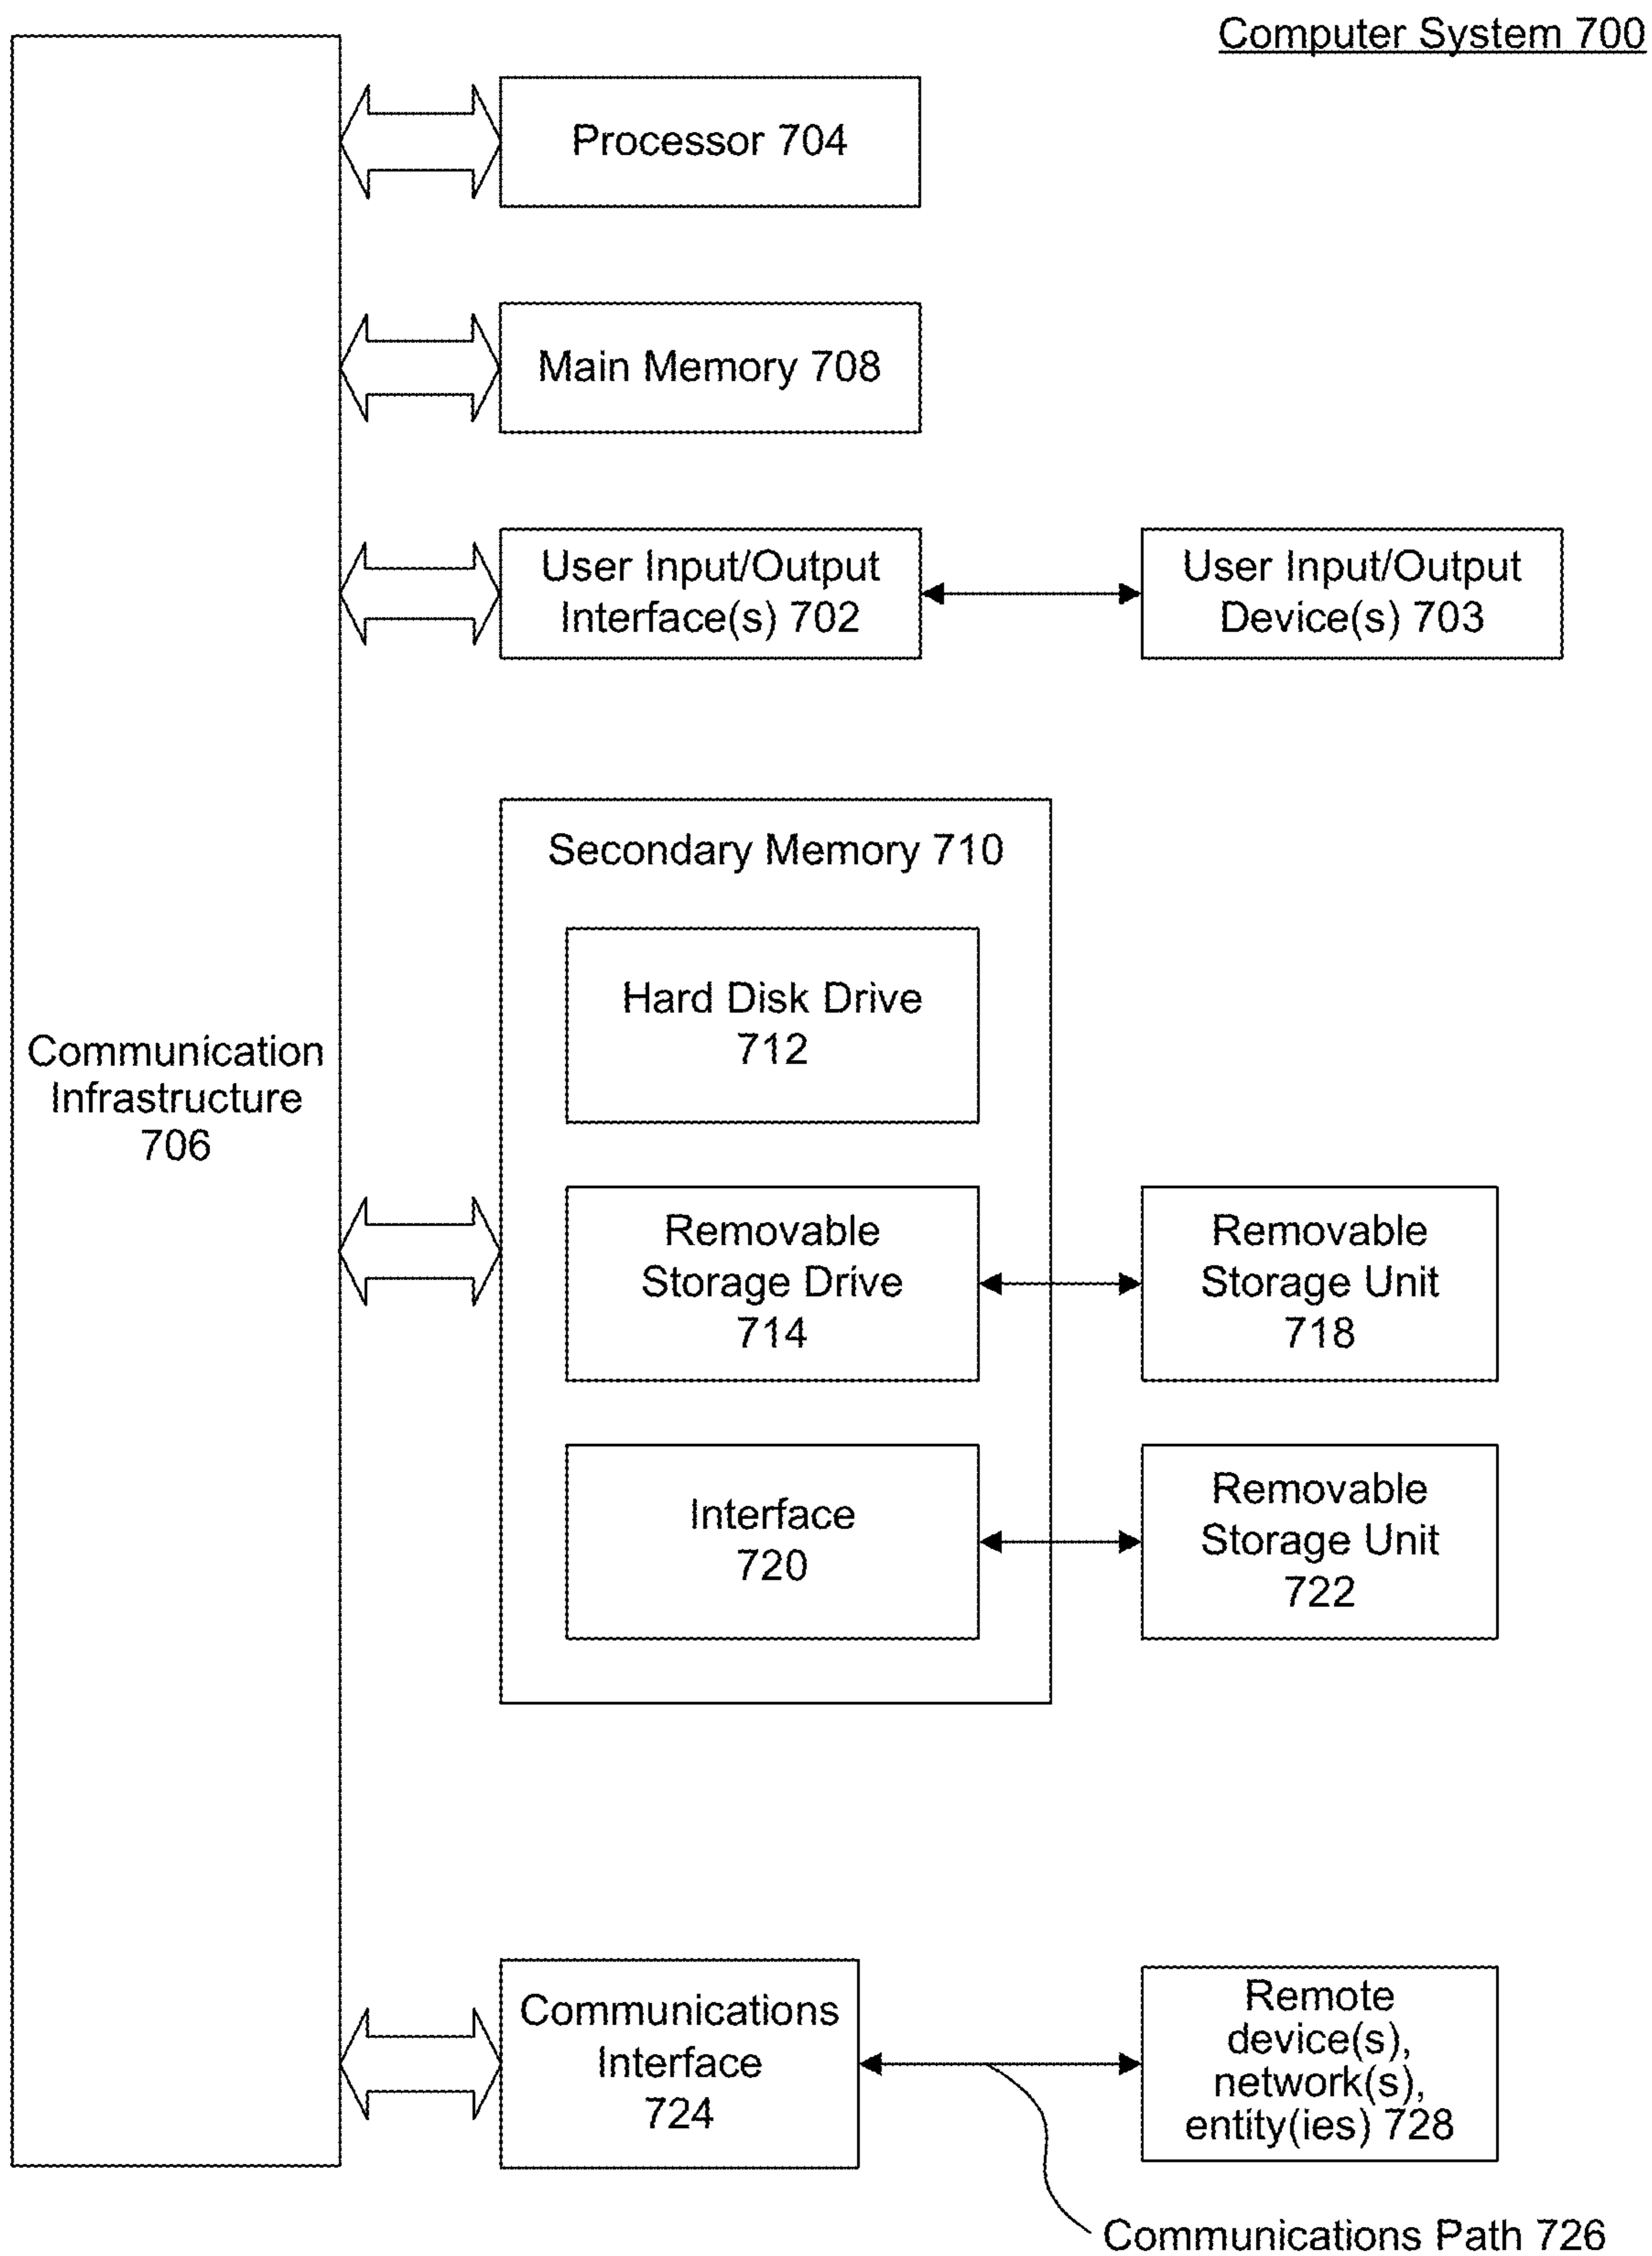 Computer System 700
Processor 704
Main Memory 708
User Input/Output
Interface(s) 702
User Input/Output
Device(s) 703
Secondary Memory 710
Hard Disk Drive
712
Communication
Infrastructure
706
Removable
Storage Drive
714
Removable
Storage Unit
718
Interface
720
Removable
Storage Unit
722
Communications
Interface
724
Remote
device(s),
network(s),
entity(ies) 728
Communications Path 726